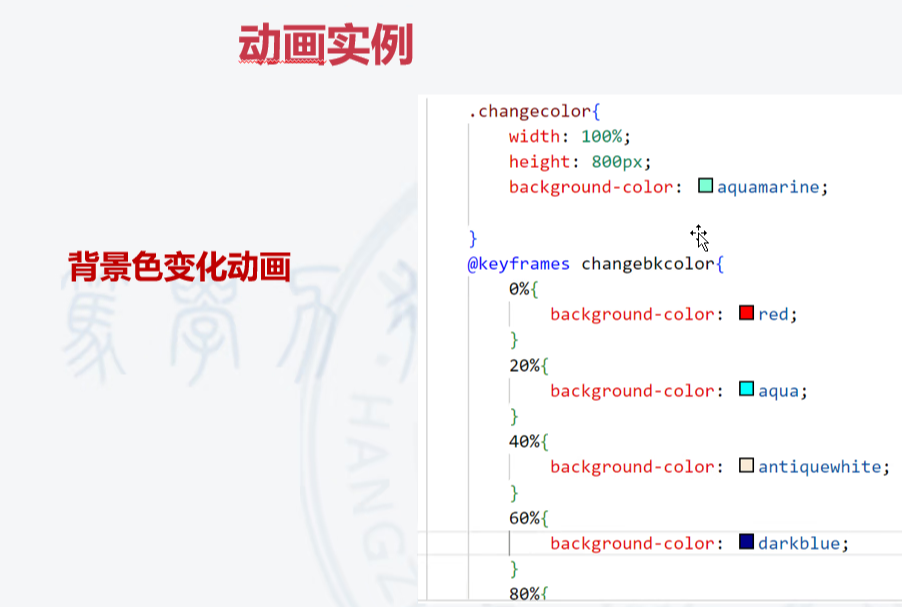 动画实例
背景色变化动画
.changecolor{
width: 100%;
height: 800px;
background-color: aquamarine;
}
@keyframes changebkcolor{
0%{
background-color: red;
}
20%{
background-color: aqua;
}
40%{
background-color: antiquewhite;
}
60%{
background-color: darkblue;
}
80%{
HANGZ